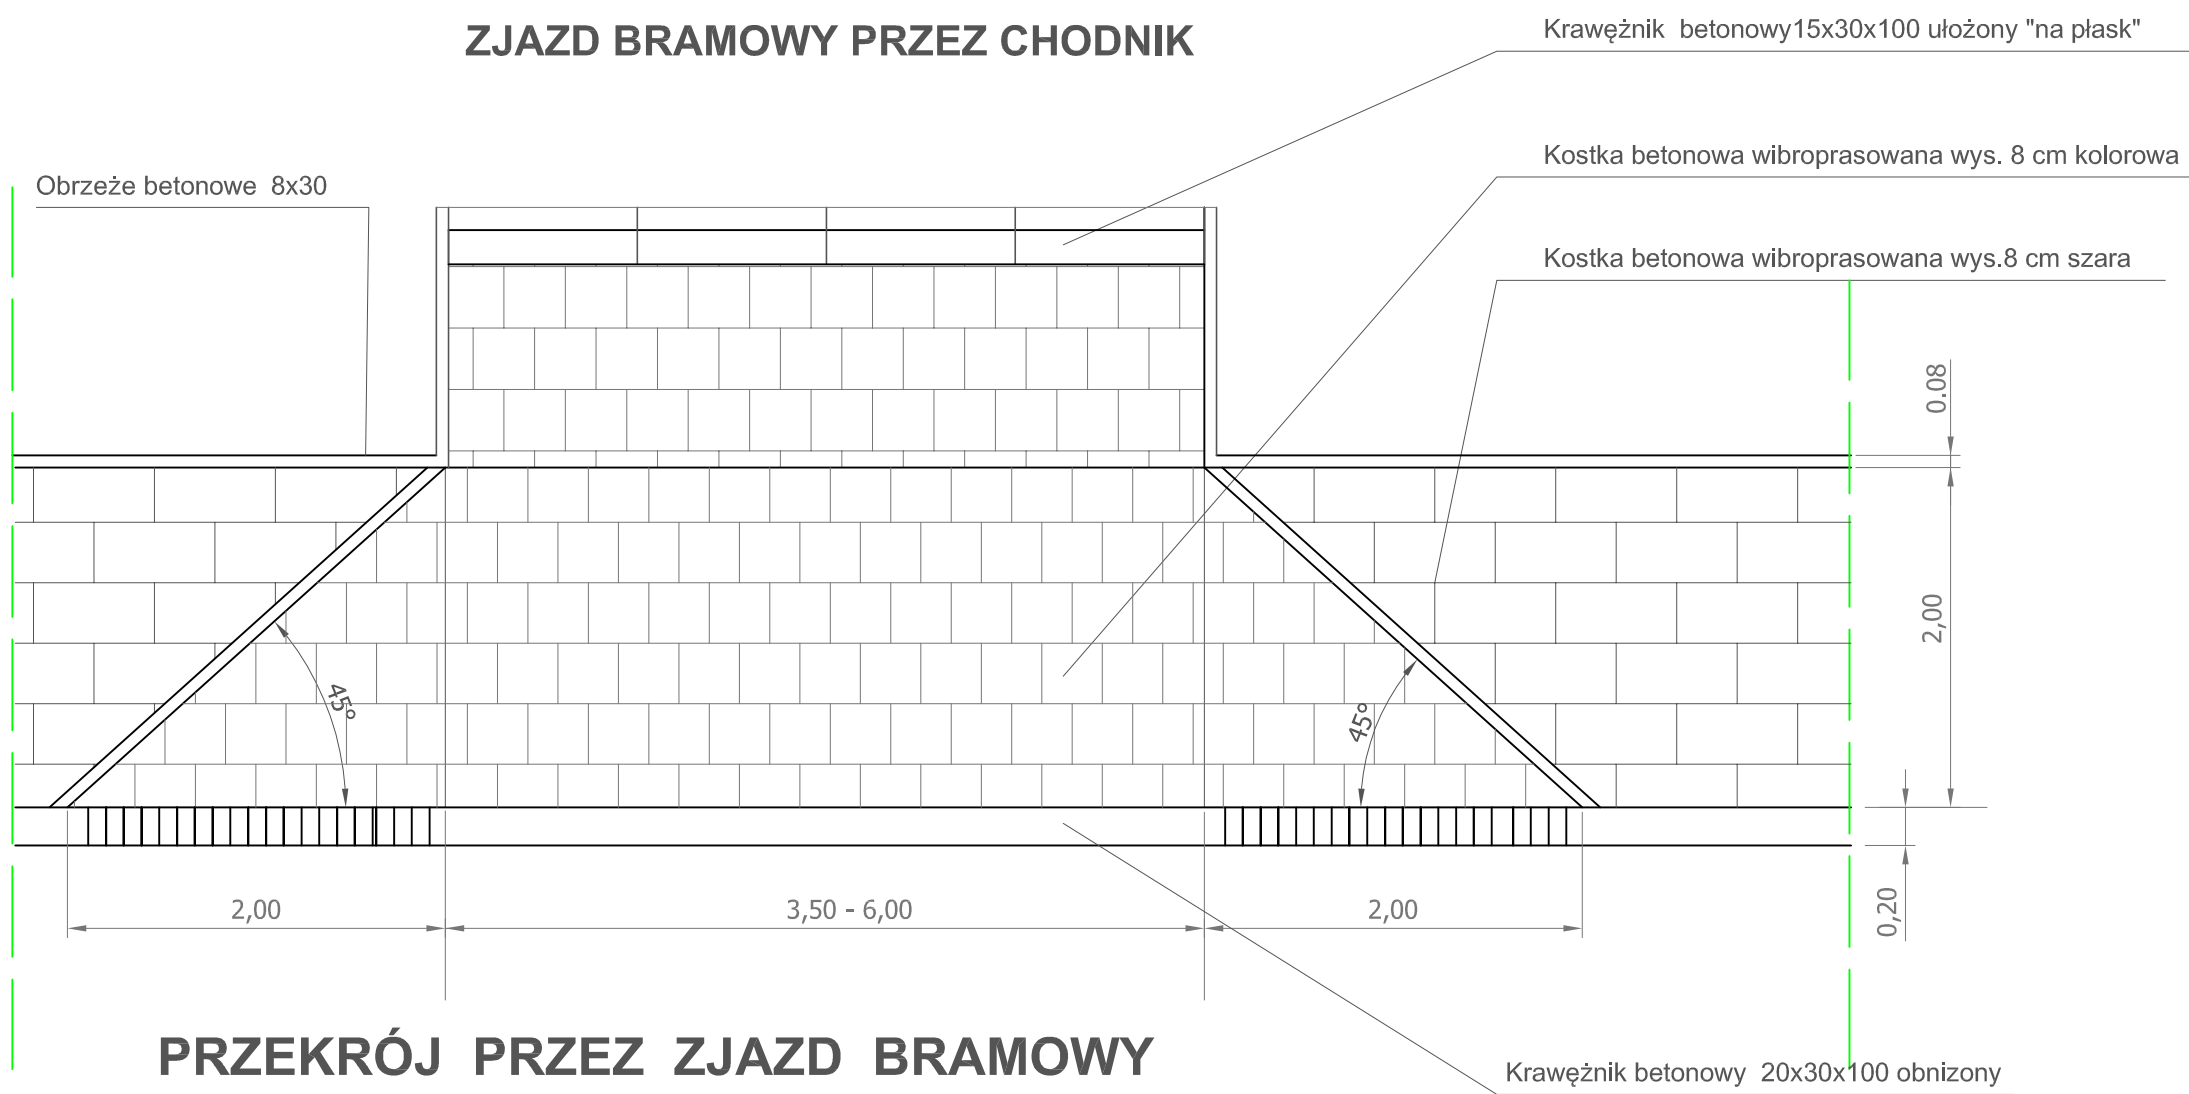 ZJAZD BRAMOWY PRZEZ CHODNIK
Krawężnik betonowy15x30x100 ułożony "na płask"
Kostka betonowa wibroprasowana wys. 8 cm kolorowa
Obrzeże betonowe 8x30
Kostka betonowa wibroprasowana wys.8 cm szara
0.08
2,00
45°
45°
0,20
2,00
3,50 - 6,00
2,00
PRZEKRÓJ PRZEZ ZJAZD BRAMOWY
Krawężnik betonowy 20x30x100 obnizony